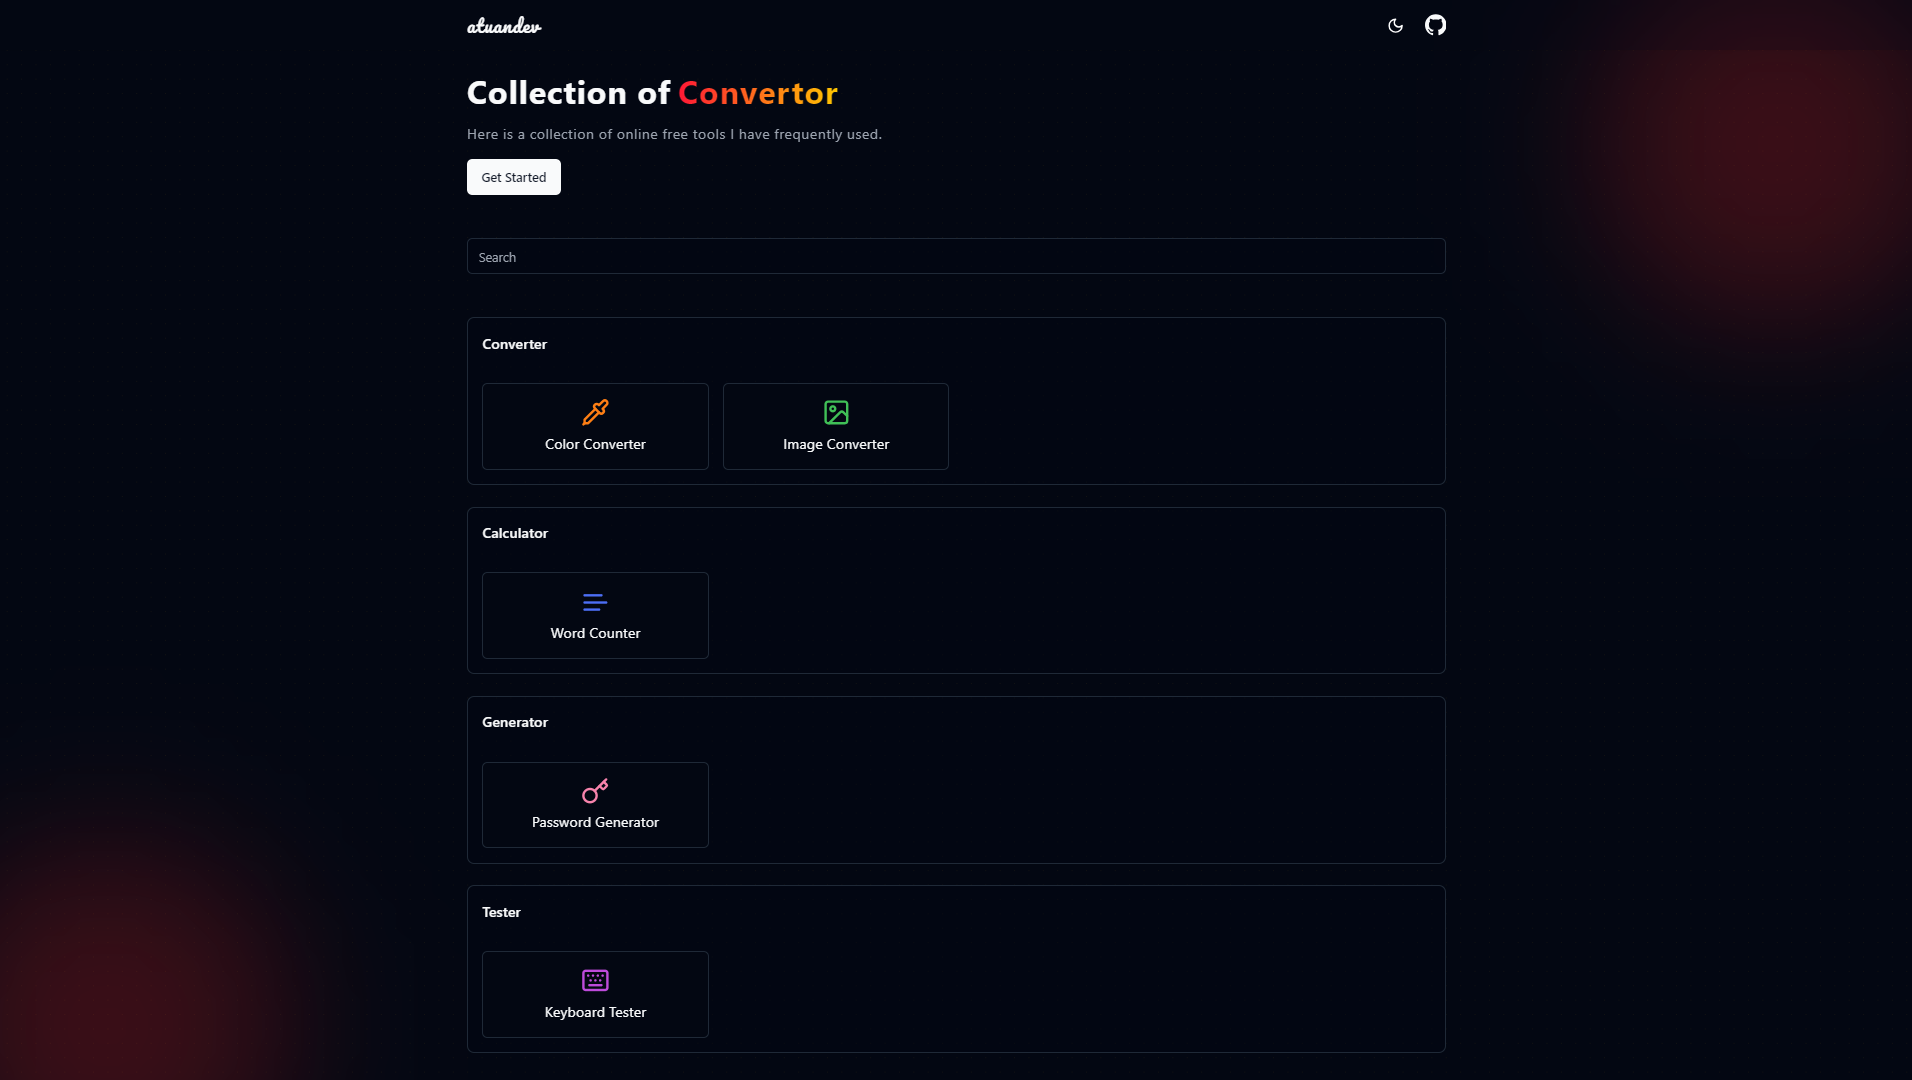 atuandev
Collection of Convertor
Here is a collection of online free tools I have frequently used.
Get Started
Search
Converter
Color Converter
Image Converter
Calculator
Word Counter
Generator
Password Generator
Tester
Keyboard Tester